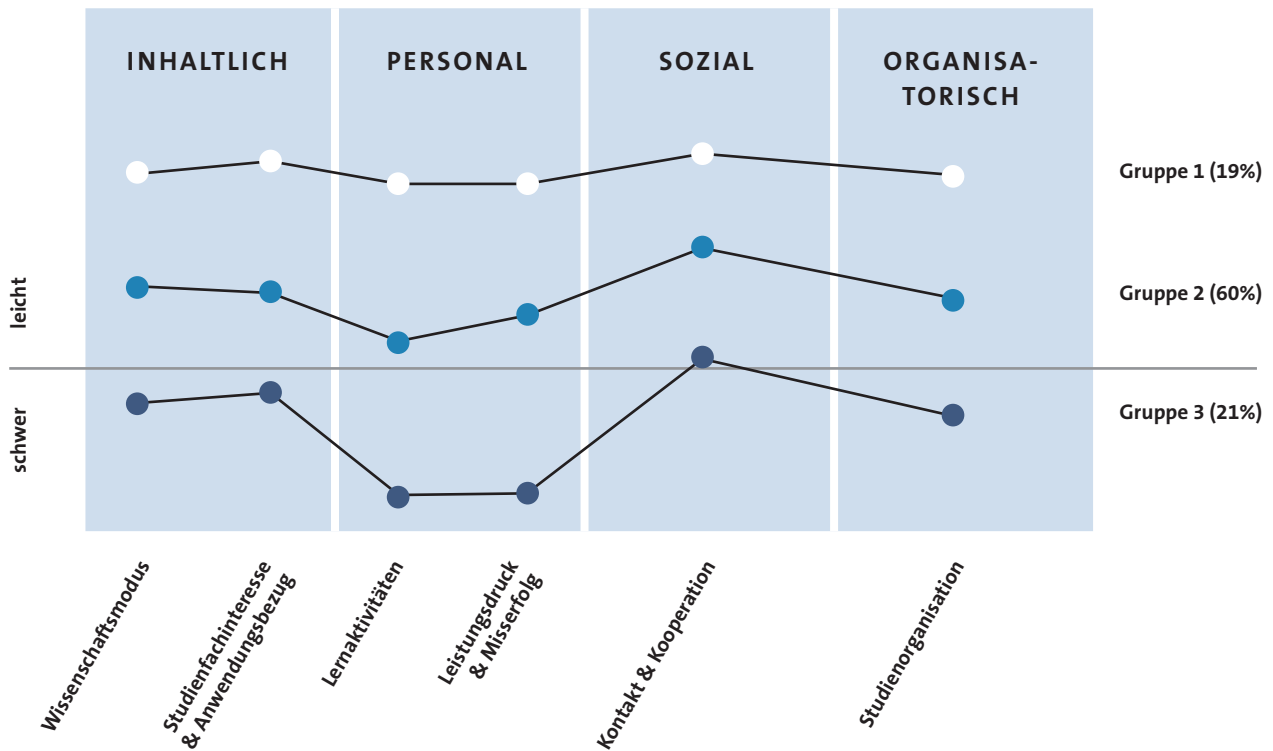 INHALTLICH
PERSONAL
SOZIAL
ORGANISA-
TORISCH
Gruppe 1 (19%)
Gruppe 2 (60%)
Gruppe 3 (21%)
leicht
schwer
Wissenschaftsmodus
Studienfachinteresse
& Anwendungsbezug
Lernaktivitäten
Leistungsdruck
& Misserfolg
Kontakt & Kooperation
Studienorganisation